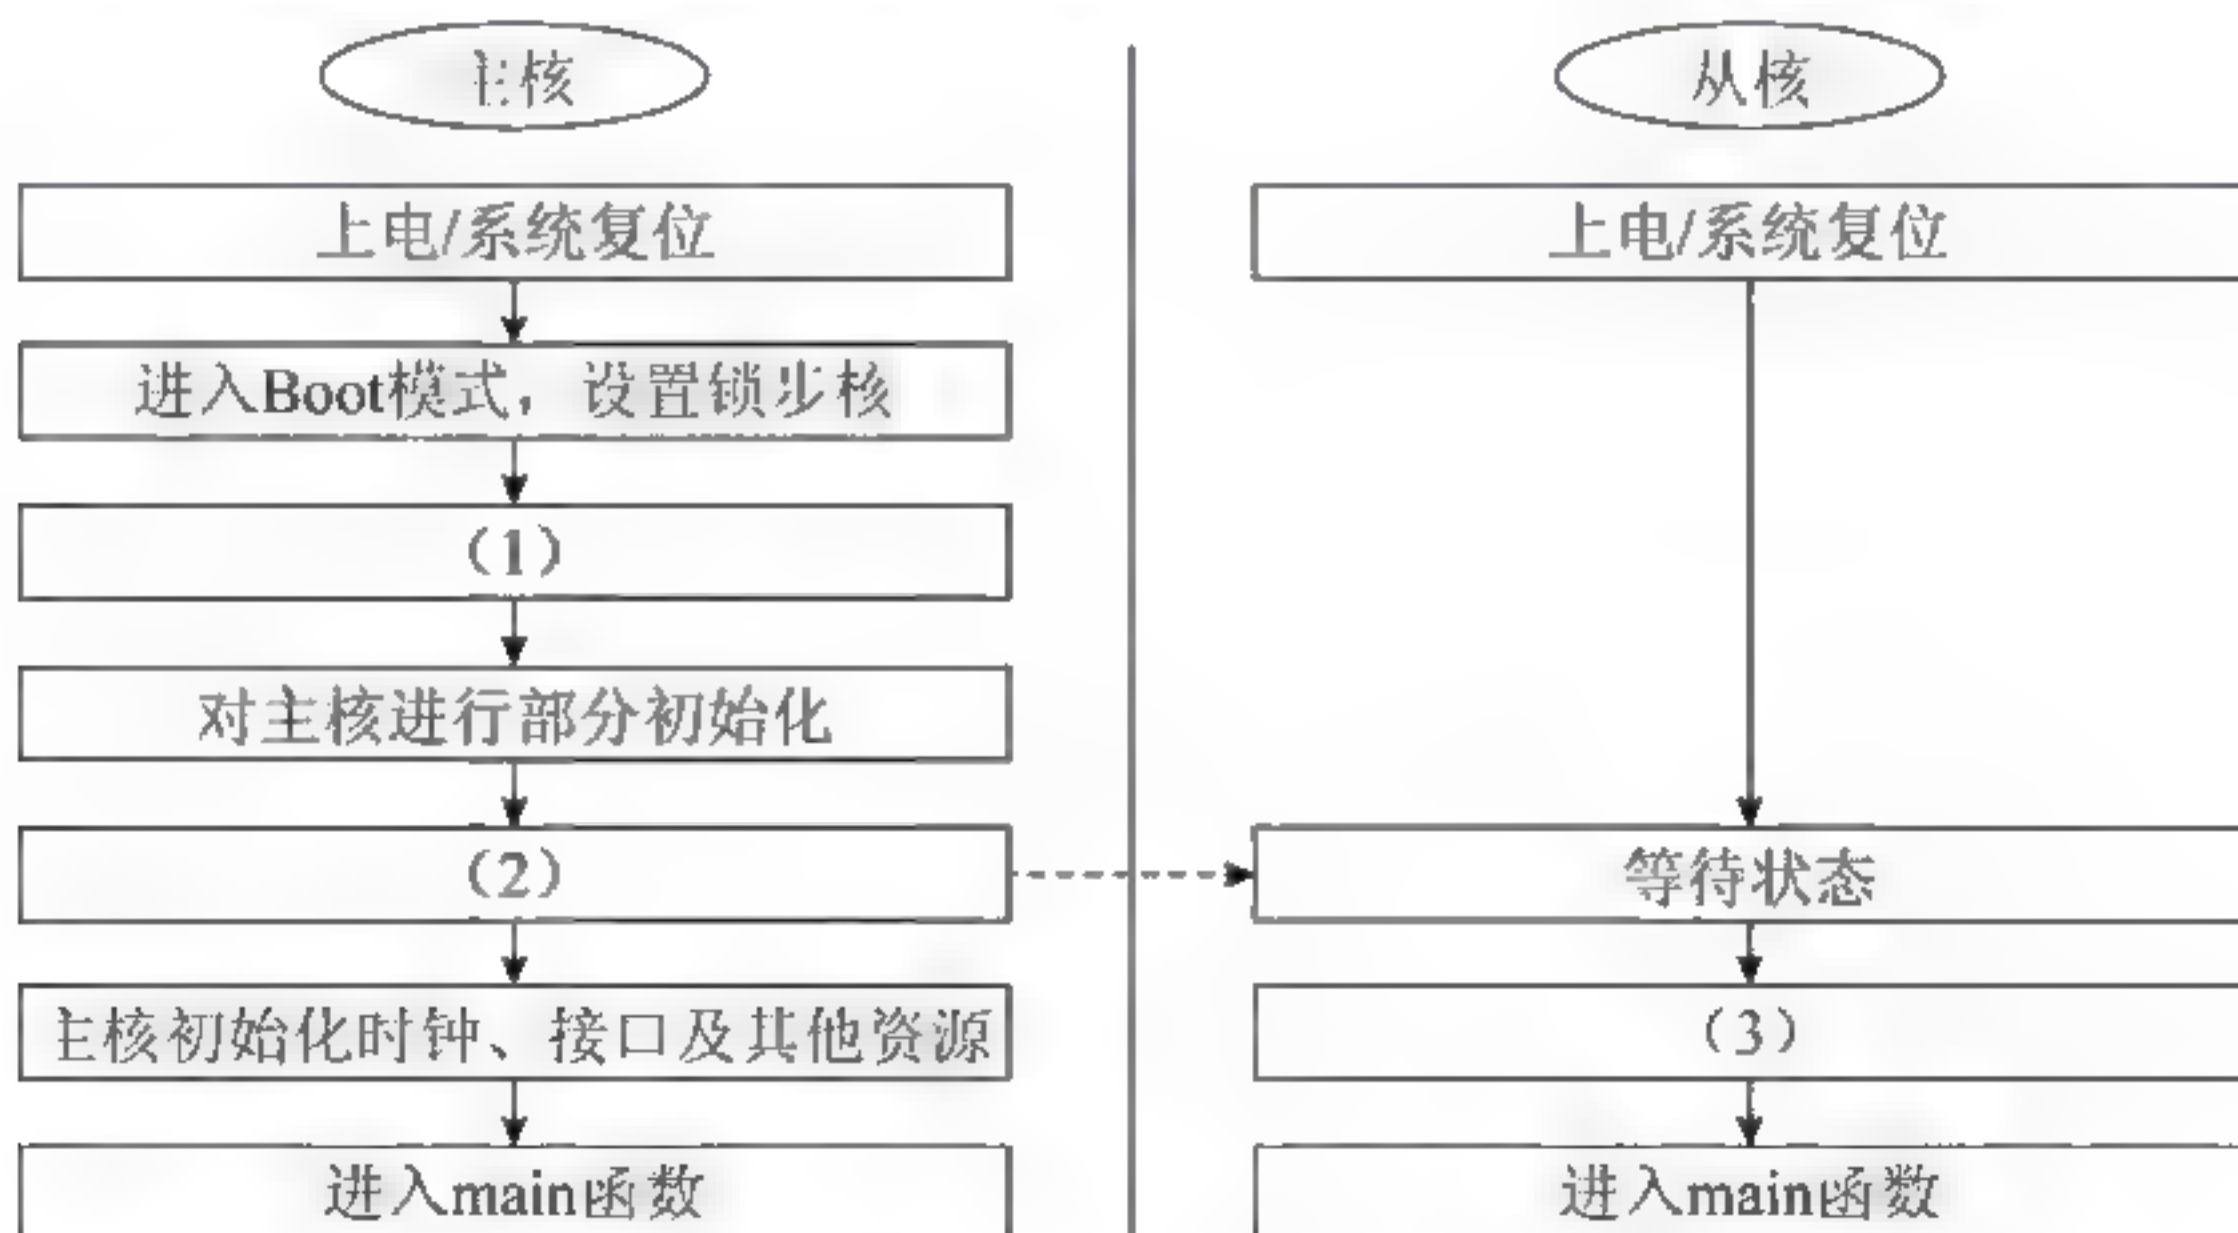 主核
从核
上电/系统复位
上电/系统复位
进入Boot模式，设置锁步核
（1）
对主核进行部分初始化
（2）
等待状态
主核初始化时钟、接口及其他资源
（3）
进入main函数
进入main函数